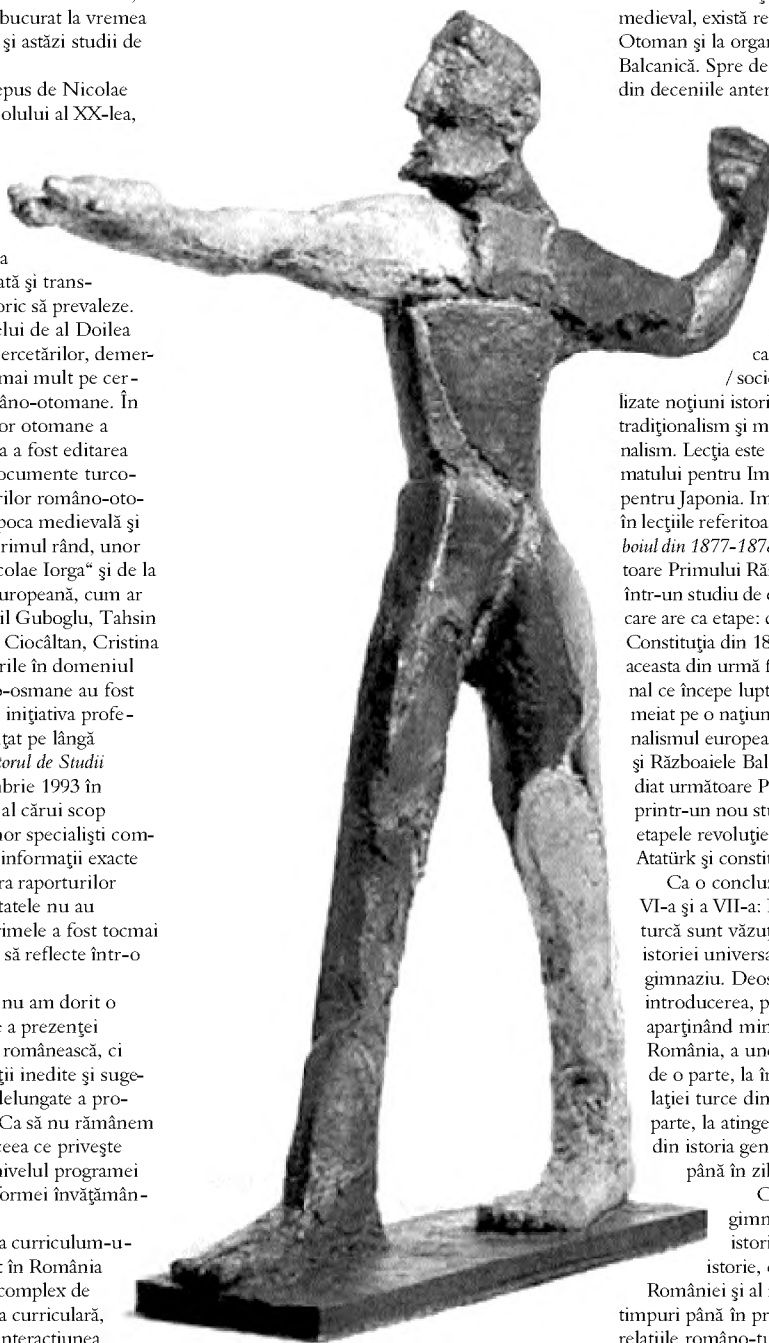 bucurat la vremea
şi astăzi studii de
epus de Nicolae
olului al XX-lea,
a
ată şi trans-
oric să prevaleze.
elui de al Doilea
ercetărilor, demer-
mai mult pe cer-
âno-otomane. În
or otomane a
a a fost editarea
ocumente turco-
rilor româno-oto-
poca medievală şi
rimul rând, unor
colae Iorga“ şi de la
uropeană, cum ar
il Guboglu, Tahsin
Ciocâltan, Cristina
rile în domeniul
o-osmane au fost
iniţiativa profe-
ţat pe lângă
torul de Studii
brie 1993 în
al cărui scop
nor specialişti com-
informaţii exacte
ra raporturilor
tatele nu au
rimele a fost tocmai
să reflecte într-o
nu am dorit o
e a prezenţei
românească, ci
ţii inedite şi suge-
delungate a pro-
Ca să nu rămânem
ceea ce priveşte
nivelul programei
formei învăţămân-
a curriculum-u-
t în România
complex de
a curriculară,
nteracţiunea
medieval, există re
Otoman şi la organ
Balcanică. Spre de
din deceniile anter
ca
/ socie
lizate noţiuni istori
tradiţionalism şi m
nalism. Lecţia este
matului pentru Im
pentru Japonia. Im
în lecţiile referitoa
boiul din 1877-1878
toare Primului Ră
într-un studiu de c
care are ca etape: c
Constituţia din 18
aceasta din urmă f
nal ce începe lupt
meiat pe o naţiun
nalismul europea
şi Războaiele Bal
diat următoare P
printr-un nou stu
etapele revoluţie
Atatürk şi constit
Ca o concluz
VI-a şi a VII-a: I
turcă sunt văzuţ
istoriei universa
gimnaziu. Deos
introducerea, p
aparţinând min
România, a une
de o parte, la în
laţiei turce din
parte, la atinge
din istoria gen
până în zil
C
gimn
istori
istorie, c
României şi al r
timpuri până în pr
relaţiile româno-tu